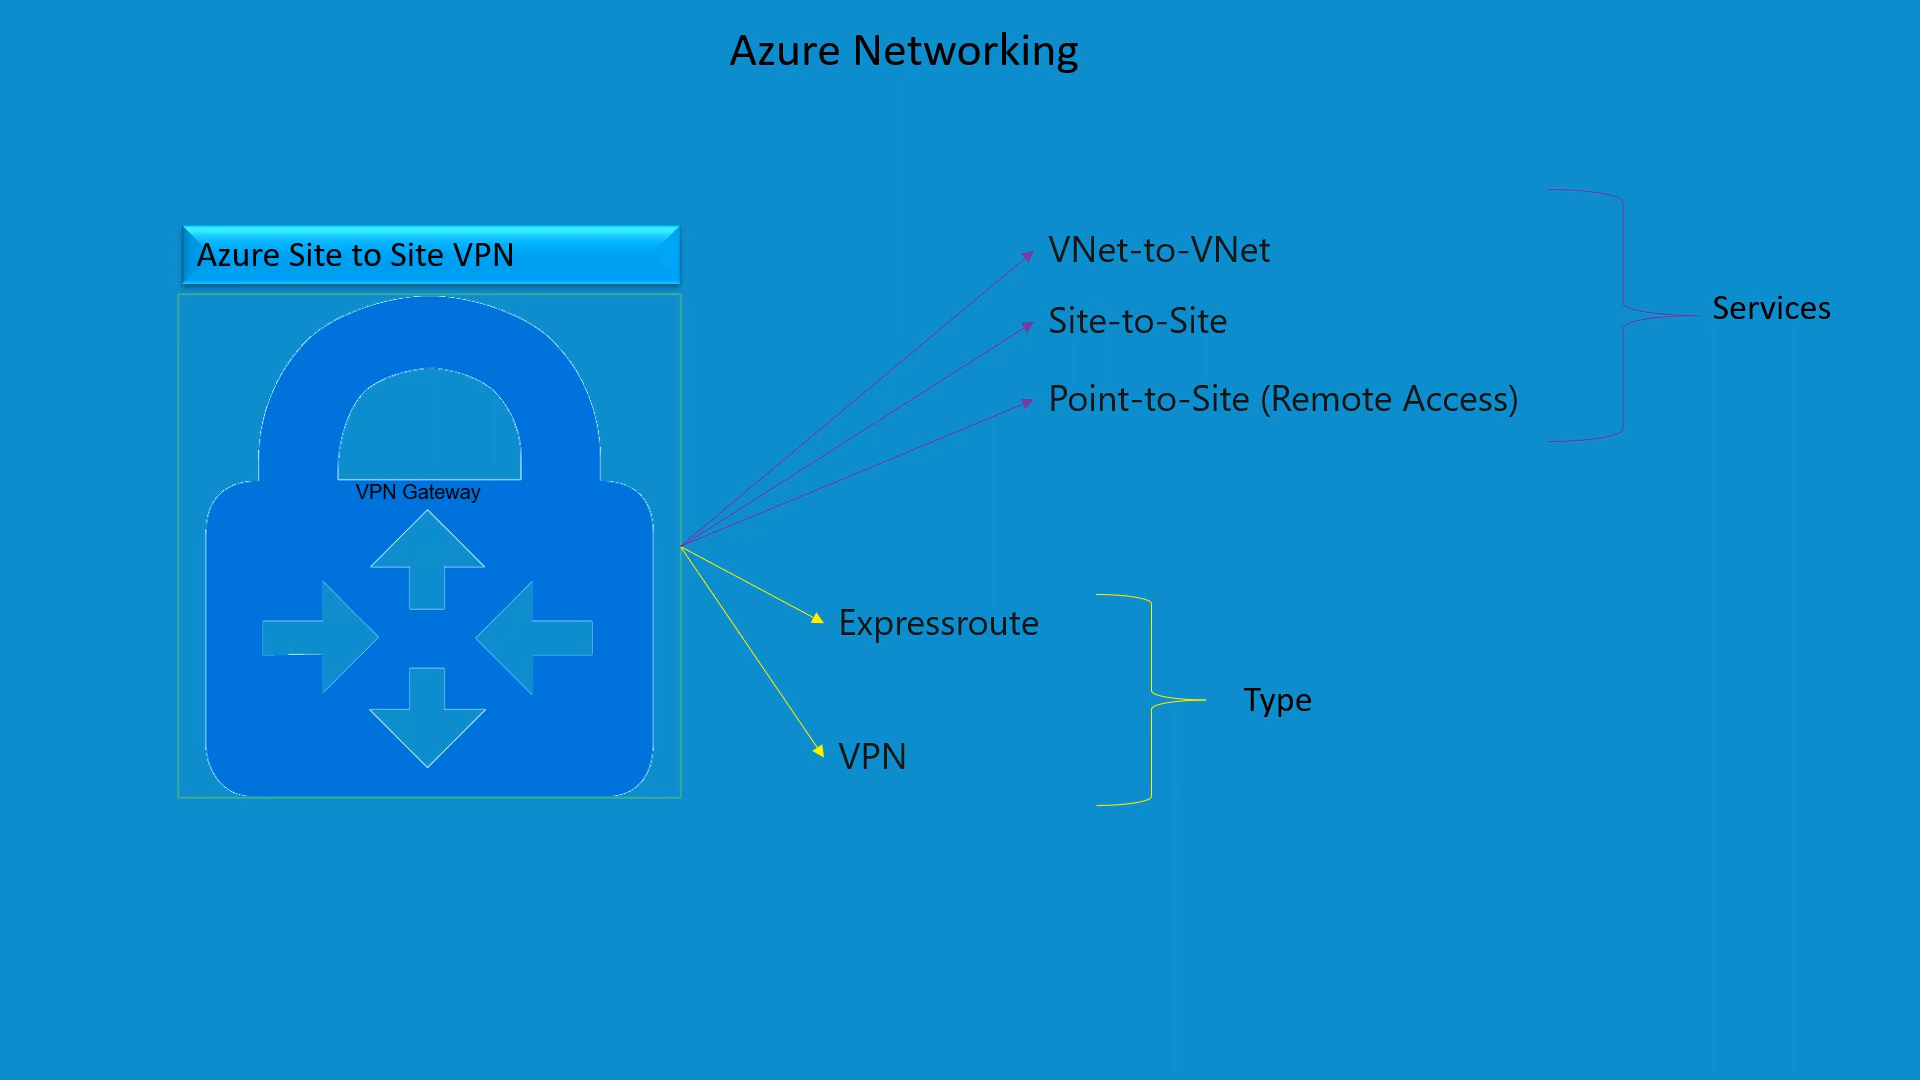 Azure Networking
Azure Site to Site VPN
VPN Gateway
VNet-to-VNet
Site-to-Site
Point-to-Site (Remote Access)
Services
Expressroute
VPN
Type